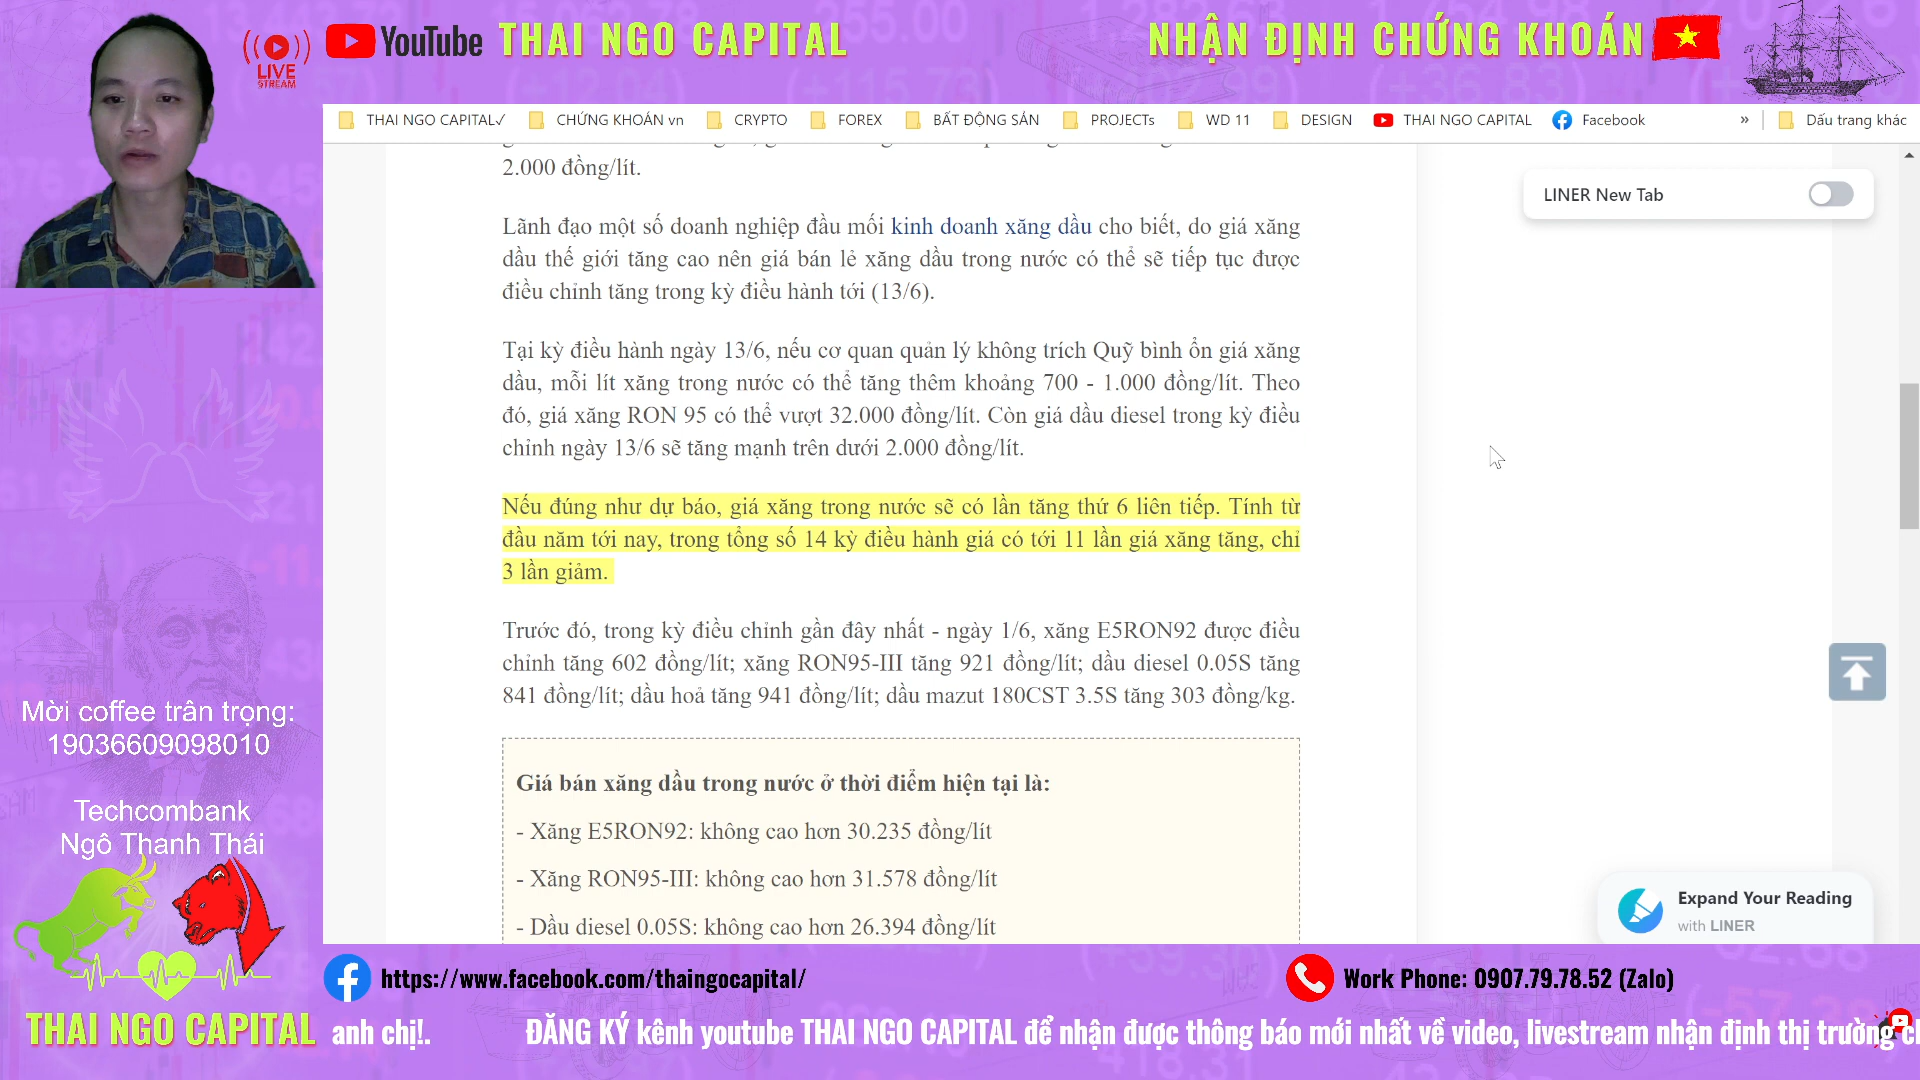 LIVE
STREAM
YouTube
THAI NGO CAPITAL
NHẬN ĐỊNH CHỨNG KHOÁN
THAI NGO CAPITAL✓
CHỨNG KHOÁN vn
CRYPTO
FOREX
BẤT ĐỘNG SẢN
PROJECTs
WD 11
DESIGN
THAI NGO CAPITAL
Facebook
»
Dấu trang khác
2.000 đồng/lít.
LINER New Tab
Lãnh đạo một số doanh nghiệp đầu mối kinh doanh xăng dầu cho biết, do giá xăng
dầu thế giới tăng cao nên giá bán lẻ xăng dầu trong nước có thể sẽ tiếp tục được
điều chỉnh tăng trong kỳ điều hành tới (13/6).
Tại kỳ điều hành ngày 13/6, nếu cơ quan quản lý không trích Quỹ bình ổn giá xăng
dầu, mỗi lít xăng trong nước có thể tăng thêm khoảng 700 - 1.000 đồng/lít. Theo
đó, giá xăng RON 95 có thể vượt 32.000 đồng/lít. Còn giá dầu diesel trong kỳ điều
chỉnh ngày 13/6 sẽ tăng mạnh trên dưới 2.000 đồng/lít.
Nếu đúng như dự báo, giá xăng trong nước sẽ có lần tăng thứ 6 liên tiếp. Tính từ
đầu năm tới nay, trong tổng số 14 kỳ điều hành giá có tới 11 lần giá xăng tăng, chỉ
3 lần giảm.
Trước đó, trong kỳ điều chỉnh gần đây nhất - ngày 1/6, xăng E5RON92 được điều
chỉnh tăng 602 đồng/lít; xăng RON95-III tăng 921 đồng/lít; dầu diesel 0.05S tăng
841 đồng/lít; dầu hoả tăng 941 đồng/lít; dầu mazut 180CST 3.5S tăng 303 đồng/kg.
Giá bán xăng dầu trong nước ở thời điểm hiện tại là:
- Xăng E5RON92: không cao hơn 30.235 đồng/lít
- Xăng RON95-III: không cao hơn 31.578 đồng/lít
- Dầu diesel 0.05S: không cao hơn 26.394 đồng/lít
Expand Your Reading
with LINER
Mời coffee trân trọng:
19036609098010
Techcombank
Ngô Thanh Thái
THAI NGO CAPITAL
https://www.facebook.com/thaingocapital/
Work Phone: 0907.79.78.52 (Zalo)
anh chị!.
ĐĂNG KÝ kênh youtube THAI NGO CAPITAL để nhận được thông báo mới nhất về video, livestream nhận định thị trường